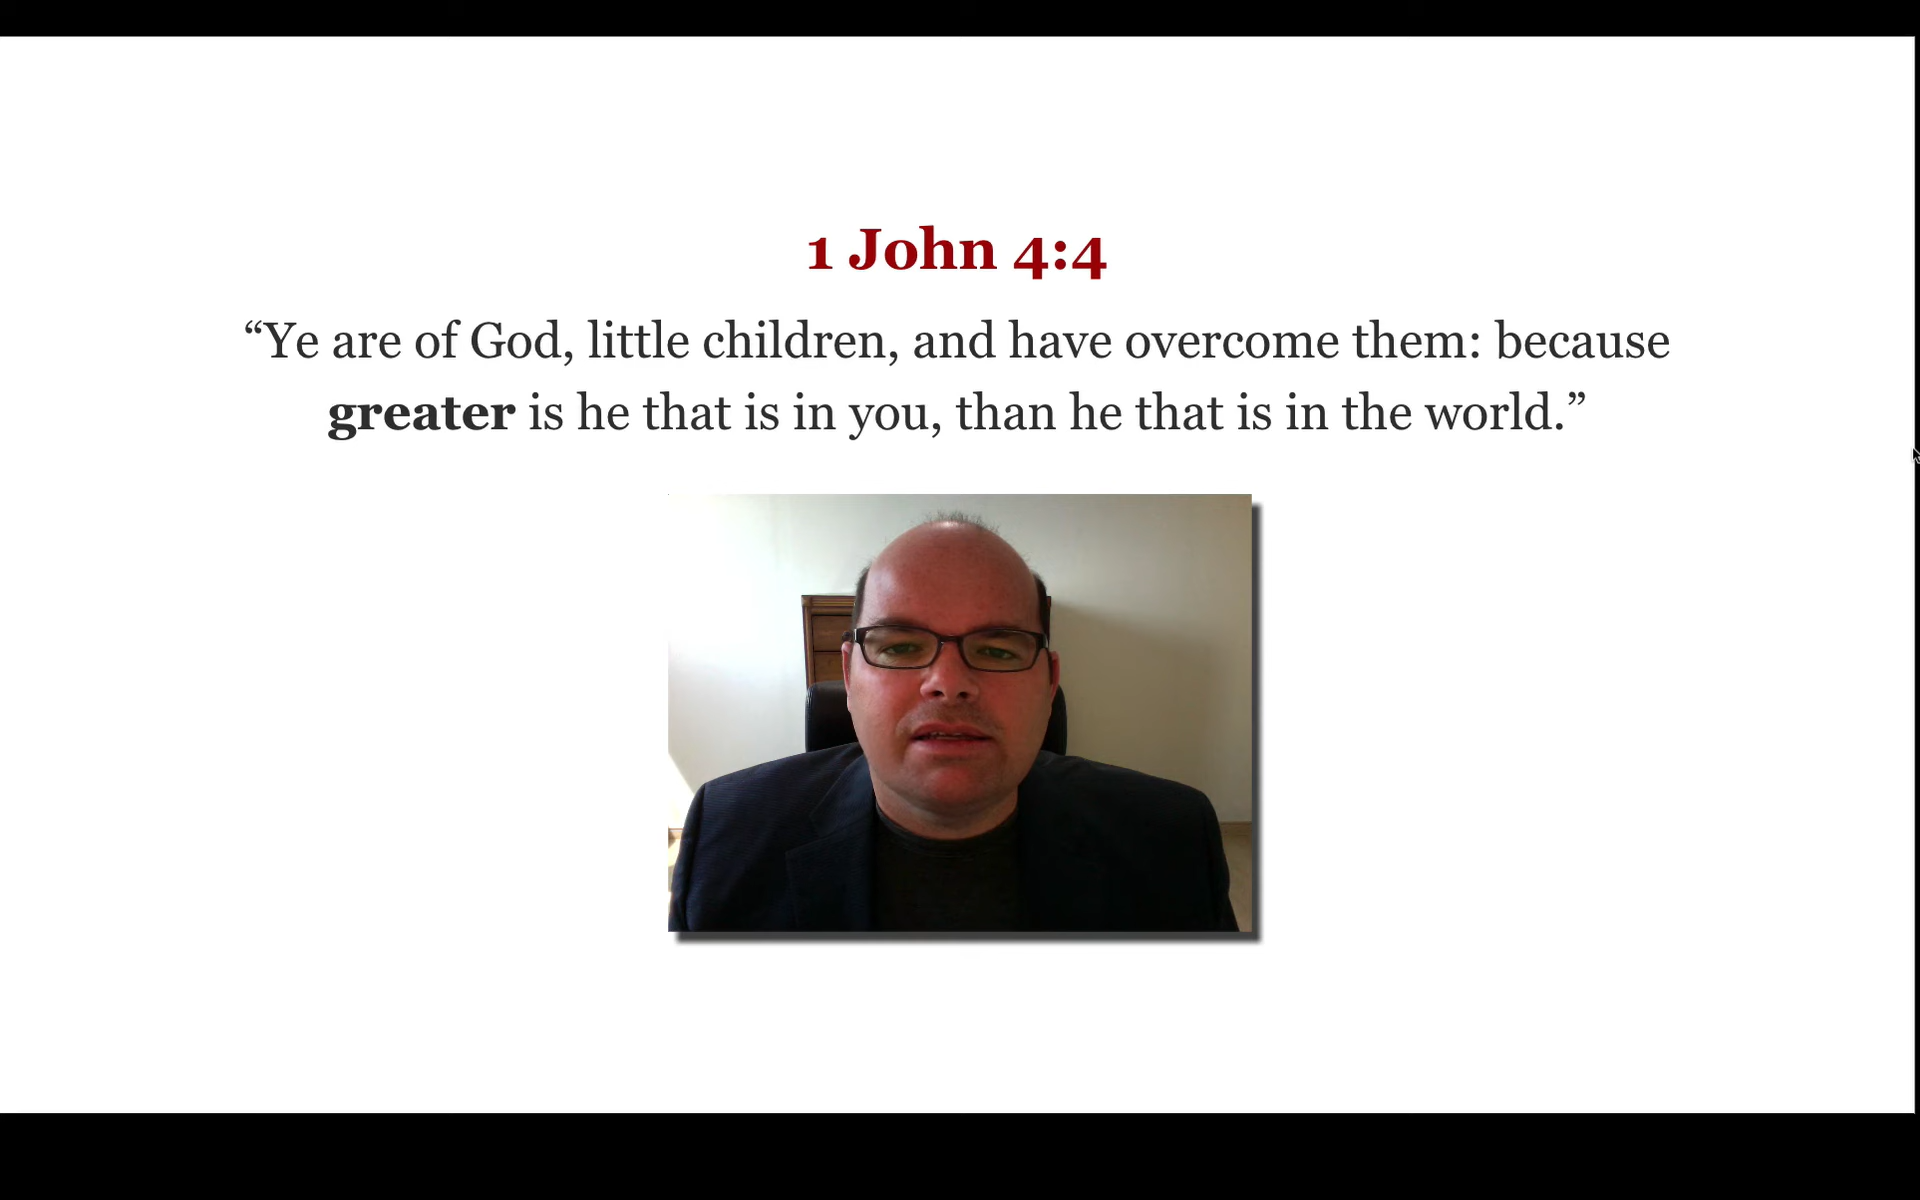 1 John 4:4
“Ye are of God, little children, and have overcome them: because
greater is he that is in you, than he that is in the world.”